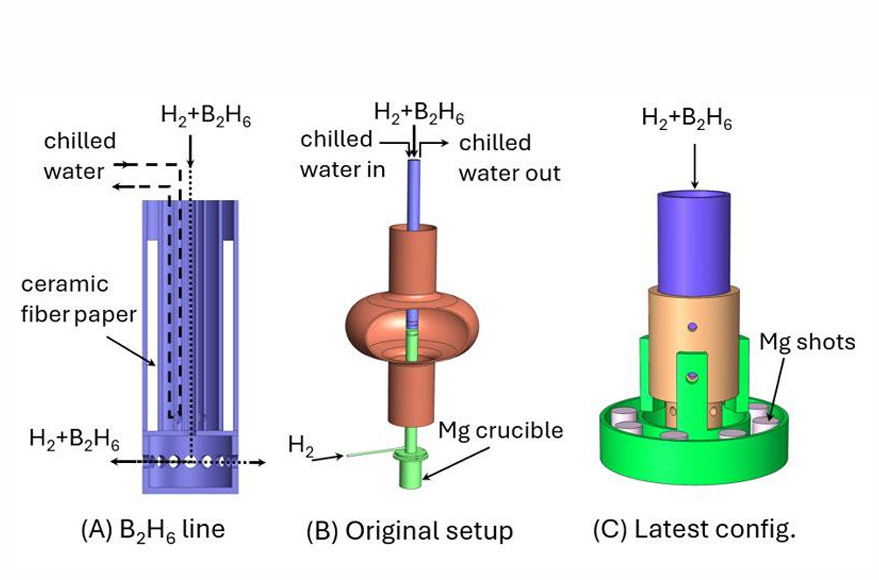 H₂+B₂H₆
chilled
water
ceramic
fiber paper
H₂+B₂H₆
(A) B₂H₆ line
H₂+B₂H₆
chilled
water in
chilled
water out
H₂
Mg crucible
(B) Original setup
H₂+B₂H₆
Mg shots
(C) Latest config.